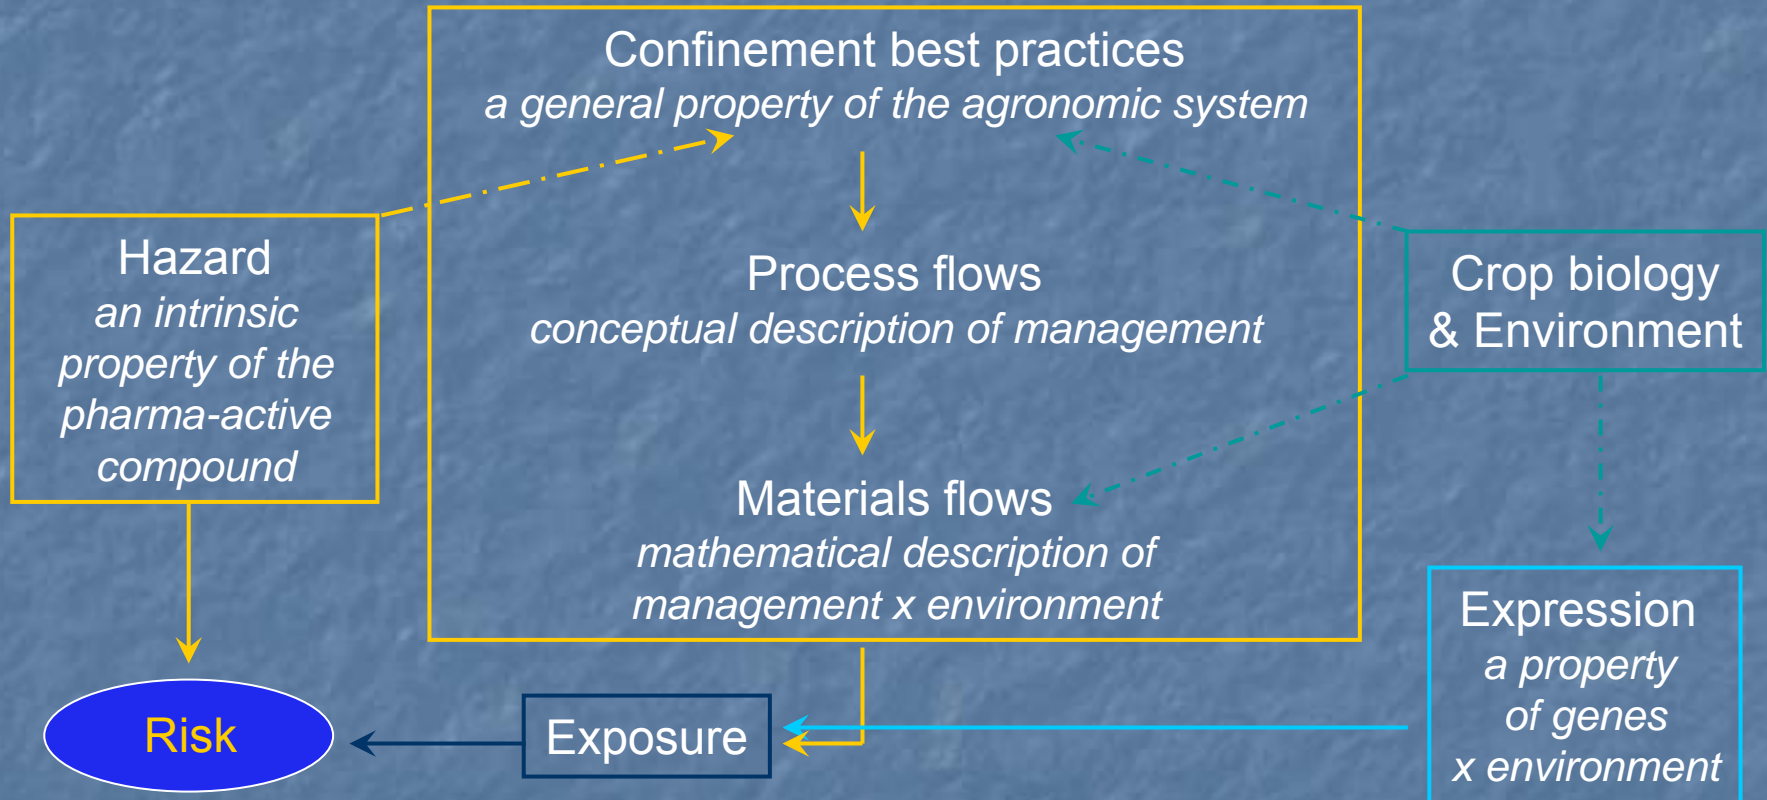 Confinement best practices
a general property of the agronomic system
Hazard
an intrinsic
property of the
pharma-active
compound
Process flows
conceptual description of management
Crop biology
& Environment
Materials flows
mathematical description of
management x environment
Expression
a property
of genes
x environment
Risk
Exposure